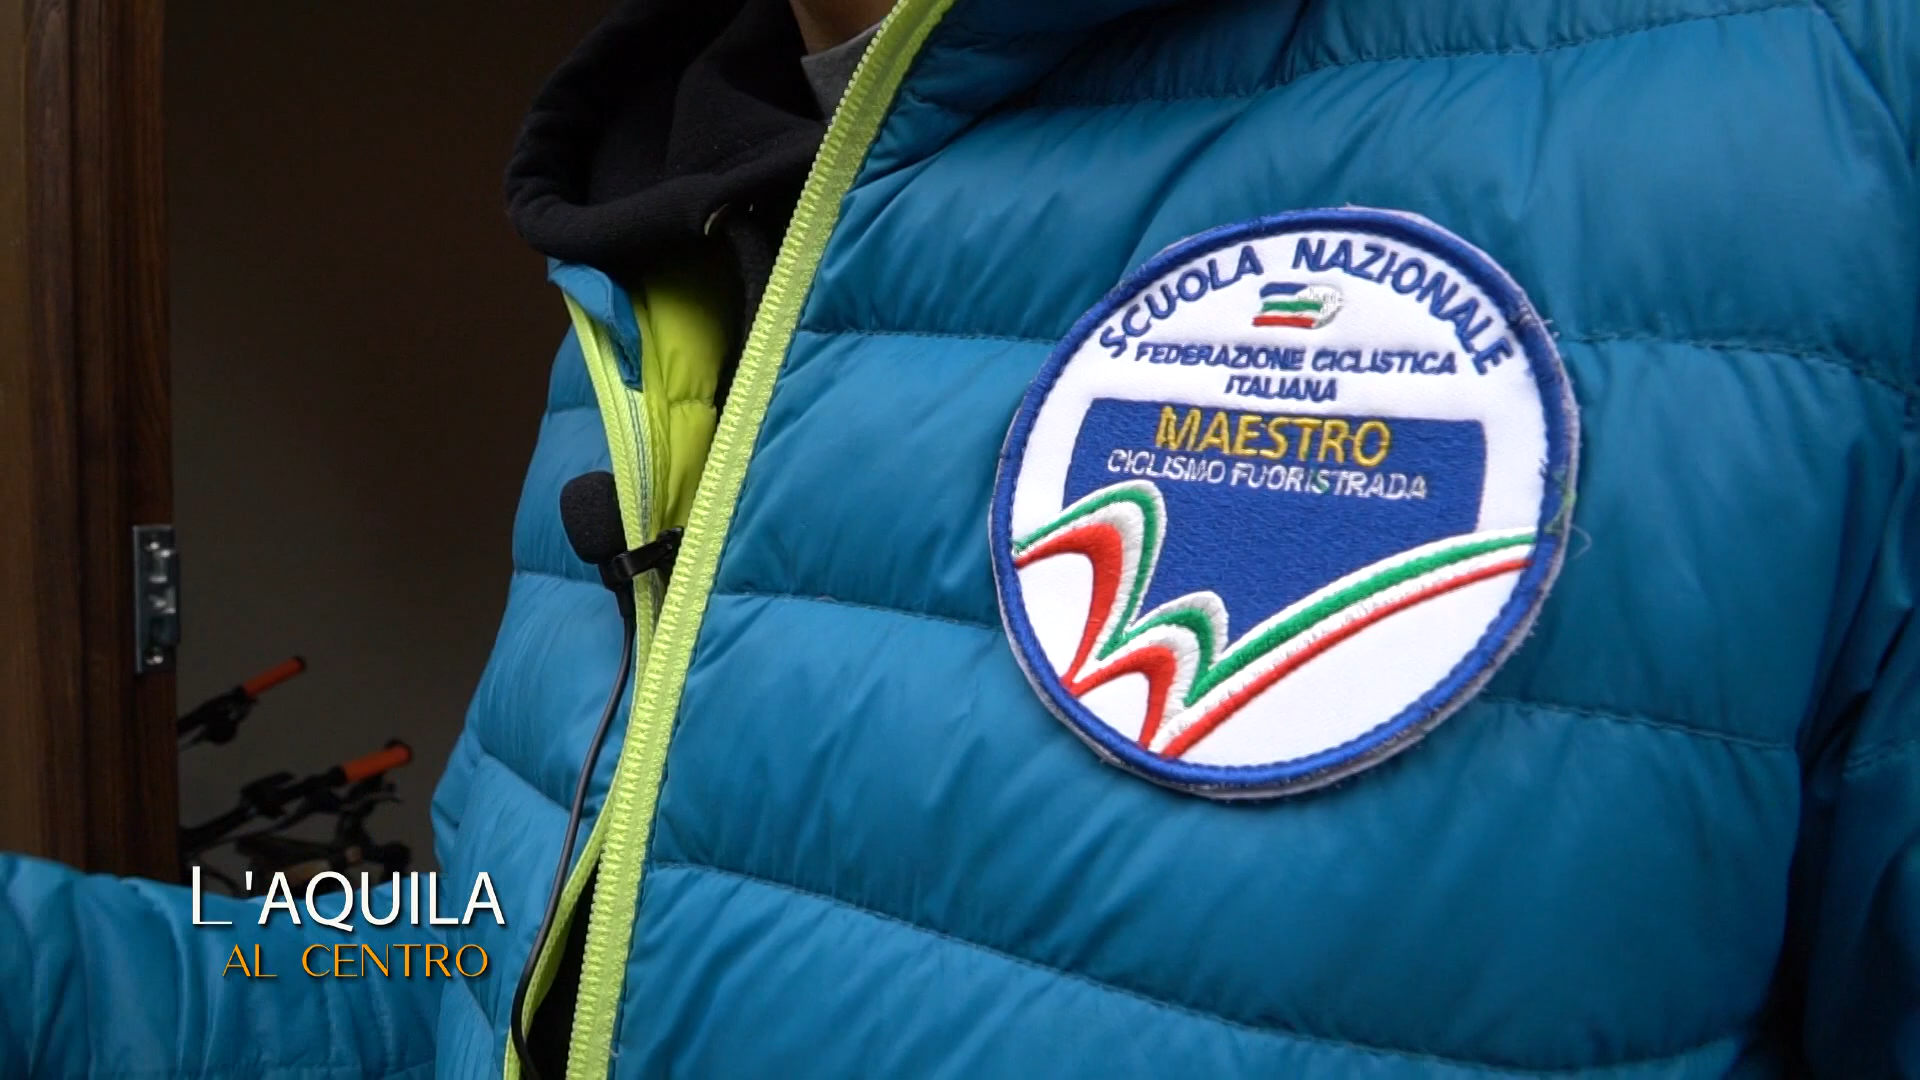 SCUOLA NAZIONALE
FEDERAZIONE CICLISTICA
ITALIANA
MAESTRO
CICLISMO FUORISTRADA
L'AQUILA
AL CENTRO